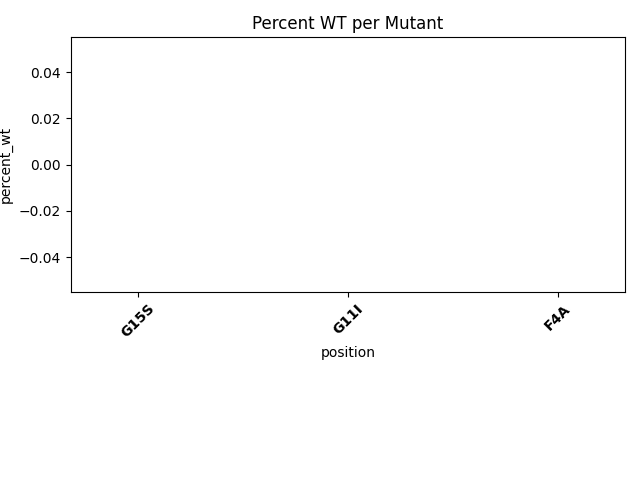 Percent WT per Mutant
0.04
0.02
0.00
−0.02
−0.04
percent_wt
G15S G11I F4A
position